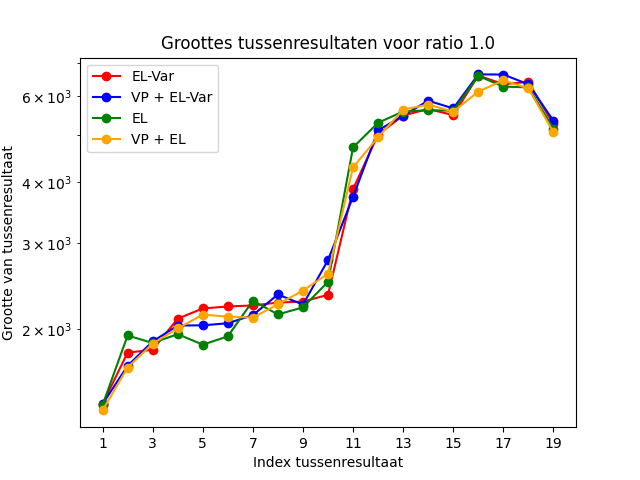 Groottes tussenresultaten voor ratio 1.0
EL-Var
VP + EL-Var
EL
VP + EL
6 × 10³
4 × 10³
3 × 10³
2 × 10³
Grootte van tussenresultaat
1 3 5 7 9 11 13 15 17 19
Index tussenresultaat